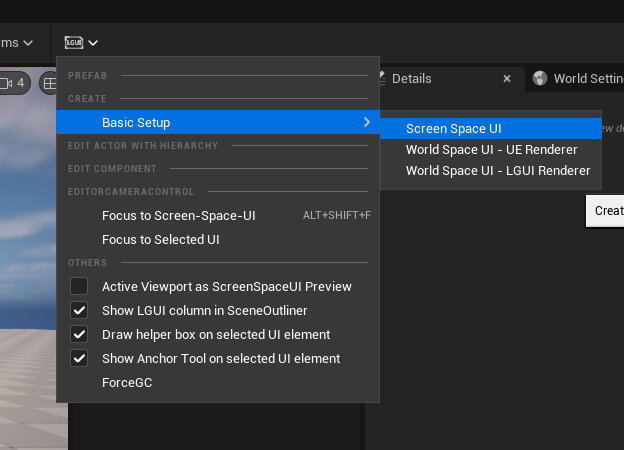 rms
LGUI
4
Details
World Settin
PREFAB
CREATE
Basic Setup
Screen Space UI
World Space UI - UE Renderer
World Space UI - LGUI Renderer
ew de
EDIT ACTOR WITH HIERARCHY
EDIT COMPONENT
EDITORCAMERACONTROL
Focus to Screen-Space-UI ALT+SHIFT+F
Focus to Selected UI
Creat
OTHERS
Active Viewport as ScreenSpaceUI Preview
Show LGUI column in SceneOutliner
Draw helper box on selected UI element
Show Anchor Tool on selected UI element
ForceGC